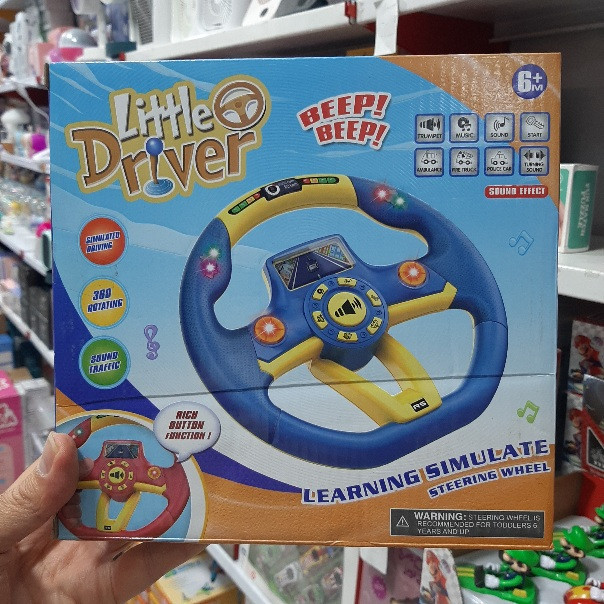 Little
Driver
BEEP!
BEEP!
6+
M
TRUMPET
MUSIC
SOUND
START
AMBULANCE
FIRE TRUCK
POLICE CAR
TURNING
SOUND
SOUND EFFECT
SIMULATED
DRIVING
360
ROTATING
SOUND
TRAFFIC
RICH
BUTTON
FUNCTION!
LEARNING SIMULATE
STEERING WHEEL
WARNING: STEERING WHEEL IS
RECOMMENDED FOR TODDLERS 6
YEARS AND UP.